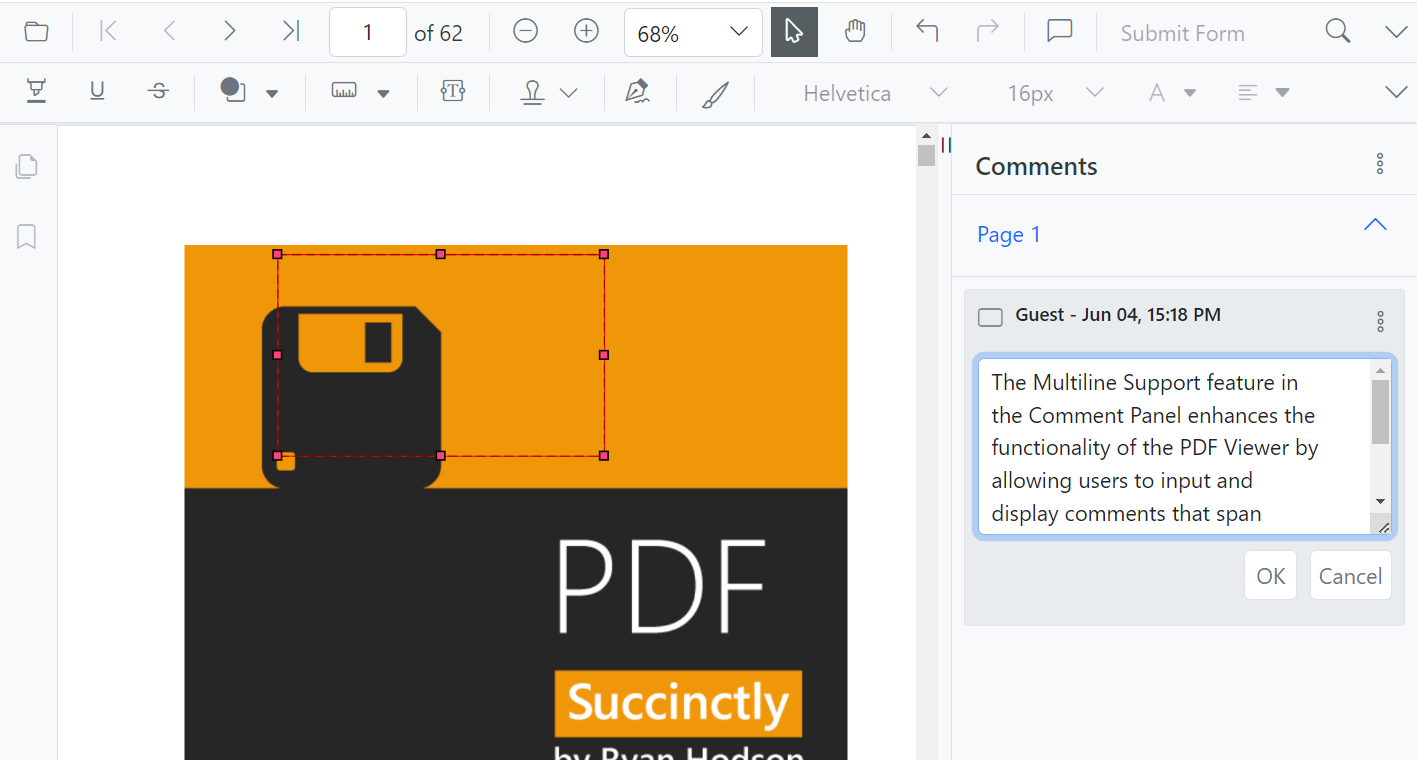 1 of 62 68% Submit Form
U S T Helvetica 16px A
Comments
Page 1
Guest - Jun 04, 15:18 PM
The Multiline Support feature in
the Comment Panel enhances the
functionality of the PDF Viewer by
allowing users to input and
display comments that span
OK Cancel
PDF
Succinctly
by Ryan Hodson